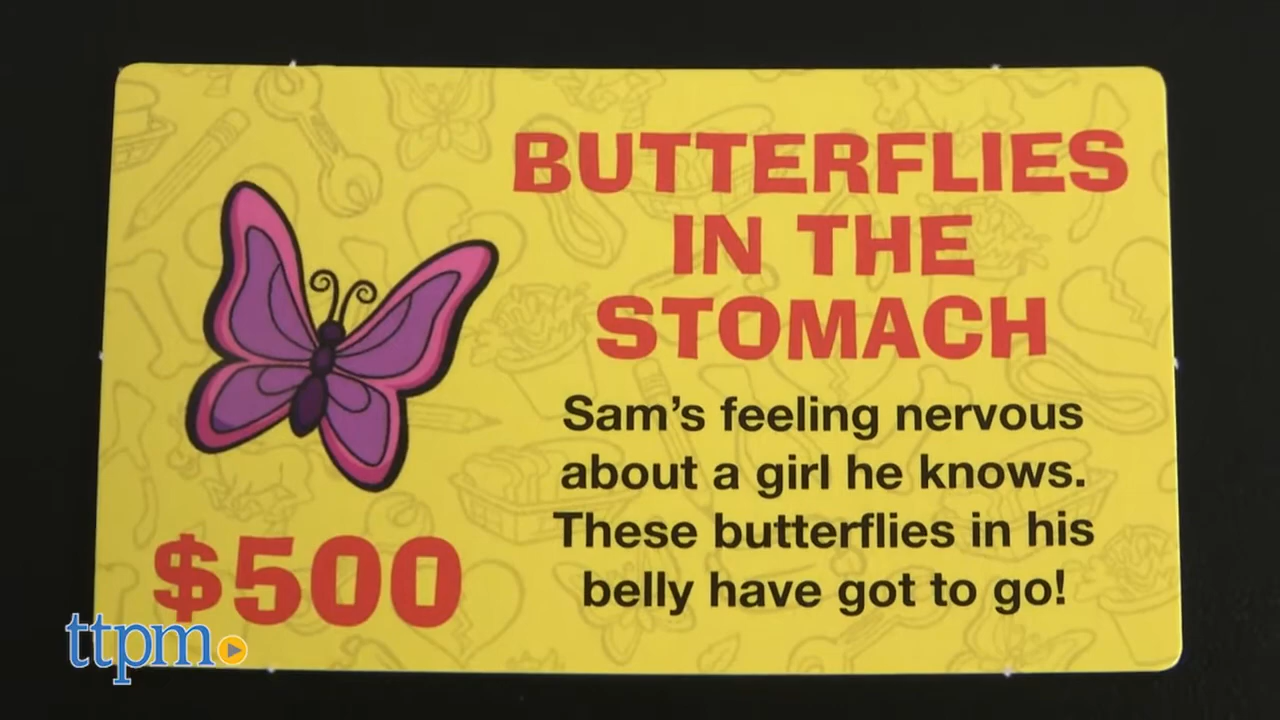 BUTTERFLIES
IN THE
STOMACH
Sam's feeling nervous
about a girl he knows.
These butterflies in his
belly have got to go!
$500
ttpm